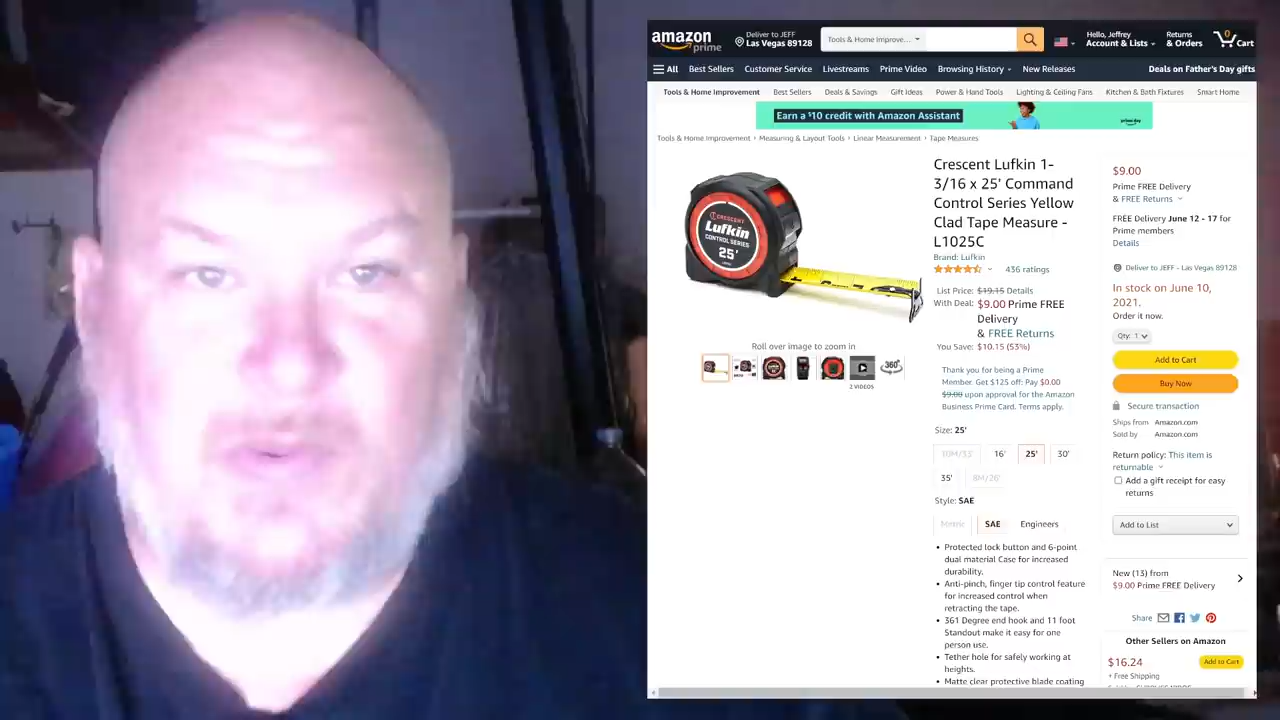 amazon
prime
Deliver to JEFF
Las Vegas 89128
Tools & Home Improve...
Hello, Jeffrey
Account & Lists
Returns
& Orders
0
Cart
All
Best Sellers
Customer Service
Livestreams
Prime Video
Browsing History
New Releases
Deals on Father's Day gifts
Tools & Home Improvement
Best Sellers
Deals & Savings
Gift Ideas
Power & Hand Tools
Lighting & Ceiling Fans
Kitchen & Bath Fixtures
Smart Home
Earn a $10 credit with Amazon Assistant
prime day
Tools & Home Improvement › Measuring & Layout Tools › Linear Measurement › Tape Measures
CRESCENT
Lufkin
CONTROL SERIES
25'
Roll over image to zoom in
360°
2 VIDEOS
Crescent Lufkin 1-
3/16 x 25' Command
Control Series Yellow
Clad Tape Measure -
L1025C
Brand: Lufkin
436 ratings
List Price: $19.15 Details
With Deal: $9.00 Prime FREE
Delivery
& FREE Returns
You Save: $10.15 (53%)
Thank you for being a Prime
Member. Get $125 off: Pay $0.00
$9.00 upon approval for the Amazon
Business Prime Card. Terms apply.
Size: 25'
10M/33'
16'
25'
30'
35'
8M/26'
Style: SAE
Metric
SAE
Engineers
• Protected lock button and 6-point
dual material Case for increased
durability.
• Anti-pinch, finger tip control feature
for increased control when
retracting the tape.
• 361 Degree end hook and 11 foot
Standout make it easy for one
person use.
• Tether hole for safely working at
heights.
• Matte clear protective blade coating
$9.00
Prime FREE Delivery
& FREE Returns
FREE Delivery June 12 - 17 for
Prime members
Details
Deliver to JEFF - Las Vegas 89128
In stock on June 10,
2021.
Order it now.
Qty: 1
Add to Cart
Buy Now
Secure transaction
Ships from Amazon.com
Sold by Amazon.com
Return policy: This item is
returnable
Add a gift receipt for easy
returns
Add to List
New (13) from
$9.00 Prime FREE Delivery
Share
Other Sellers on Amazon
$16.24
Add to Cart
+ Free Shipping